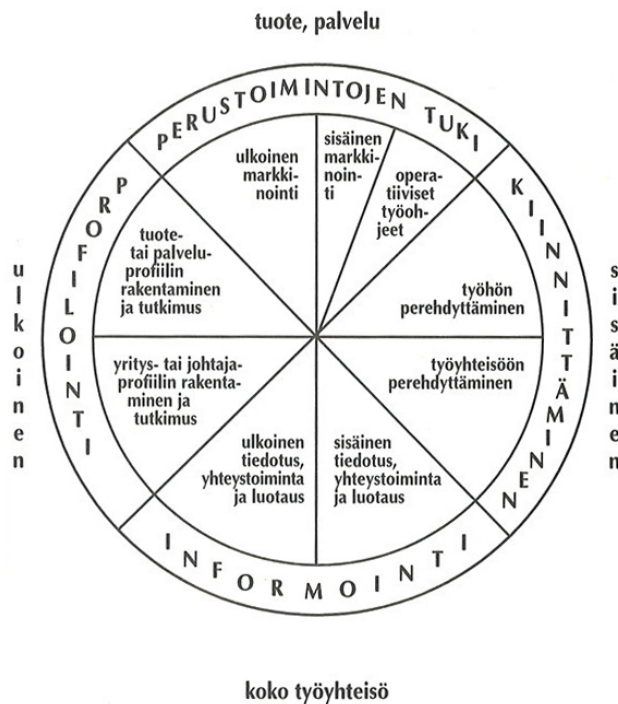 tuote, palvelu
PERUSTOIMINTOJEN TUKI
ulkoinen
markki-
nointi
sisäinen
markki-
noin-
ti
opera-
tiiviset
työoh-
jeet
PROFILOINTI
KIINNITTÄMINEN
tuote-
tai palvelu-
profiilin
rakentaminen
ja tutkimus
työhön
perehdyttäminen
ulkoinen
sisäinen
yritys- tai johtaja-
profiilin rakenta-
minen ja
tutkimus
työyhteisöön
perehdyttäminen
ulkoinen
tiedotus,
yhteystoiminta
ja luotaus
sisäinen
tiedotus,
yhteystoiminta
ja luotaus
INFORMOINTI
koko työyhteisö